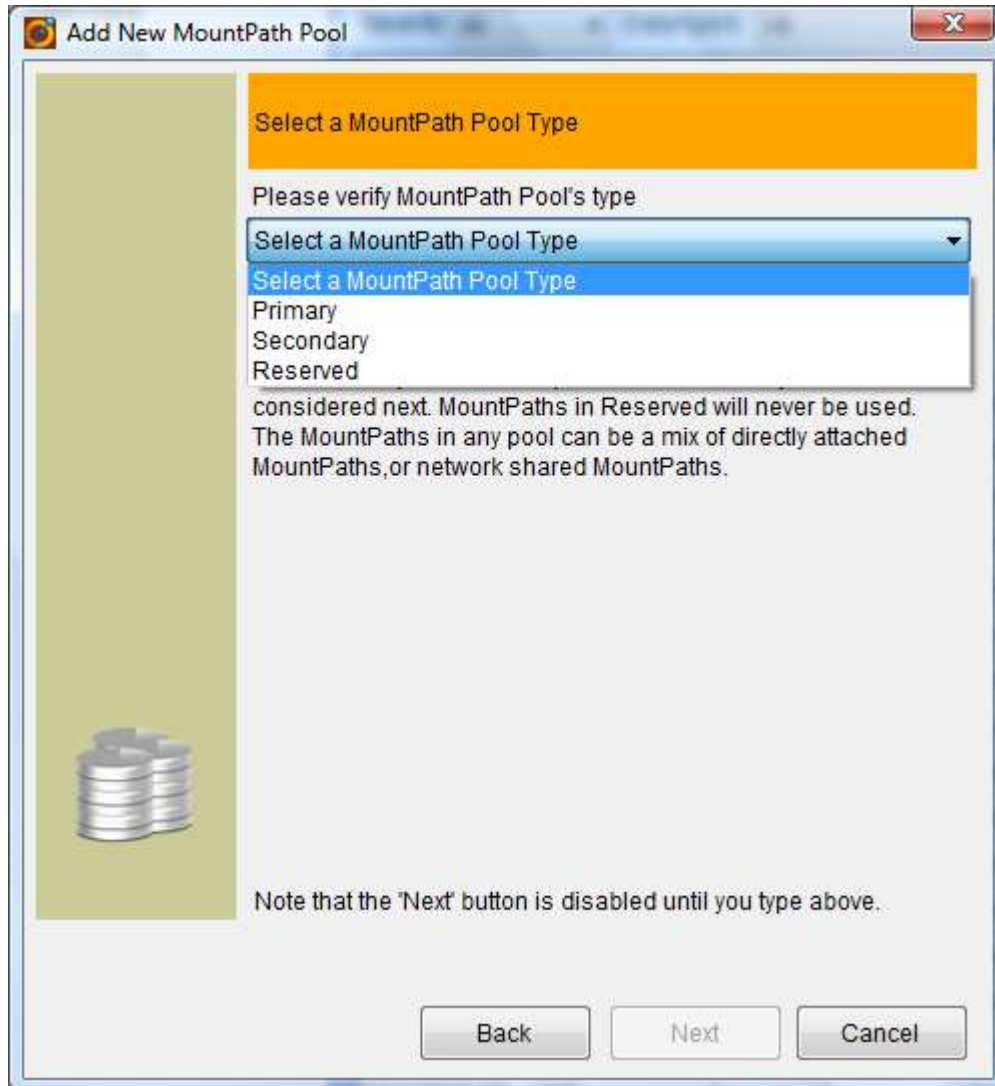 Add New MountPath Pool
Select a MountPath Pool Type
Please verify MountPath Pool's type
Select a MountPath Pool Type
Select a MountPath Pool Type
Primary
Secondary
Reserved
considered next. MountPaths in Reserved will never be used.
The MountPaths in any pool can be a mix of directly attached
MountPaths,or network shared MountPaths.
Note that the 'Next' button is disabled until you type above.
Back
Next
Cancel